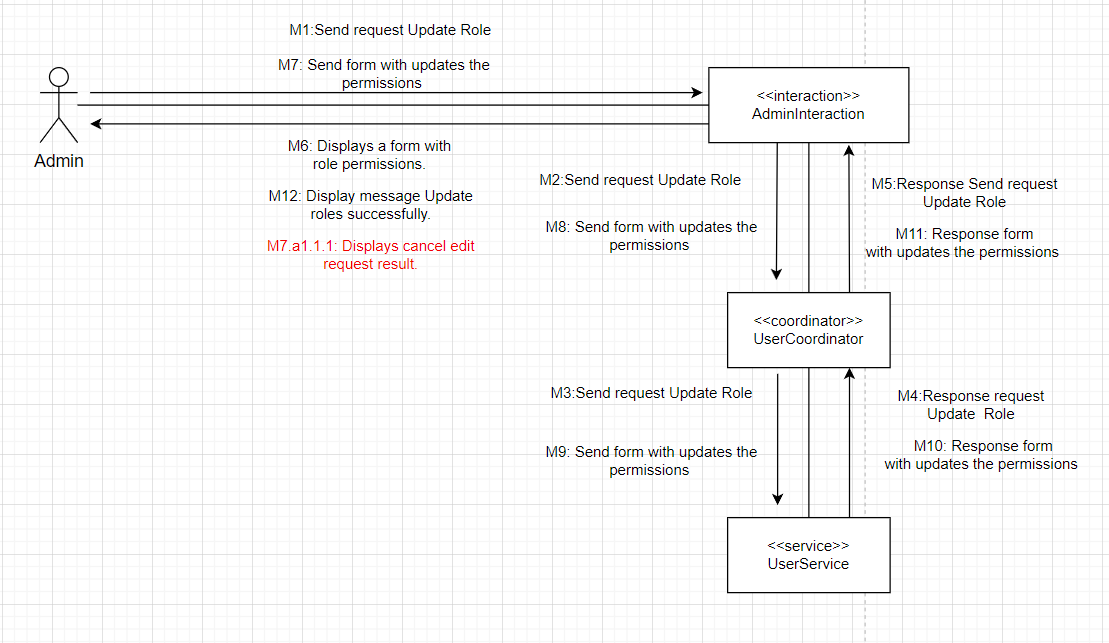 M1:Send request Update Role
M7: Send form with updates the
permissions
<<interaction>>
AdminInteraction
Admin
M6: Displays a form with
role permissions.
M12: Display message Update
roles successfully.
M7.a1.1.1: Displays cancel edit
request result.
M2:Send request Update Role
M8: Send form with updates the
permissions
M5:Response Send request
Update Role
M11: Response form
with updates the permissions
<<coordinator>>
UserCoordinator
M3:Send request Update Role
M9: Send form with updates the
permissions
M4:Response request
Update  Role
M10: Response form
with updates the permissions
<<service>>
UserService